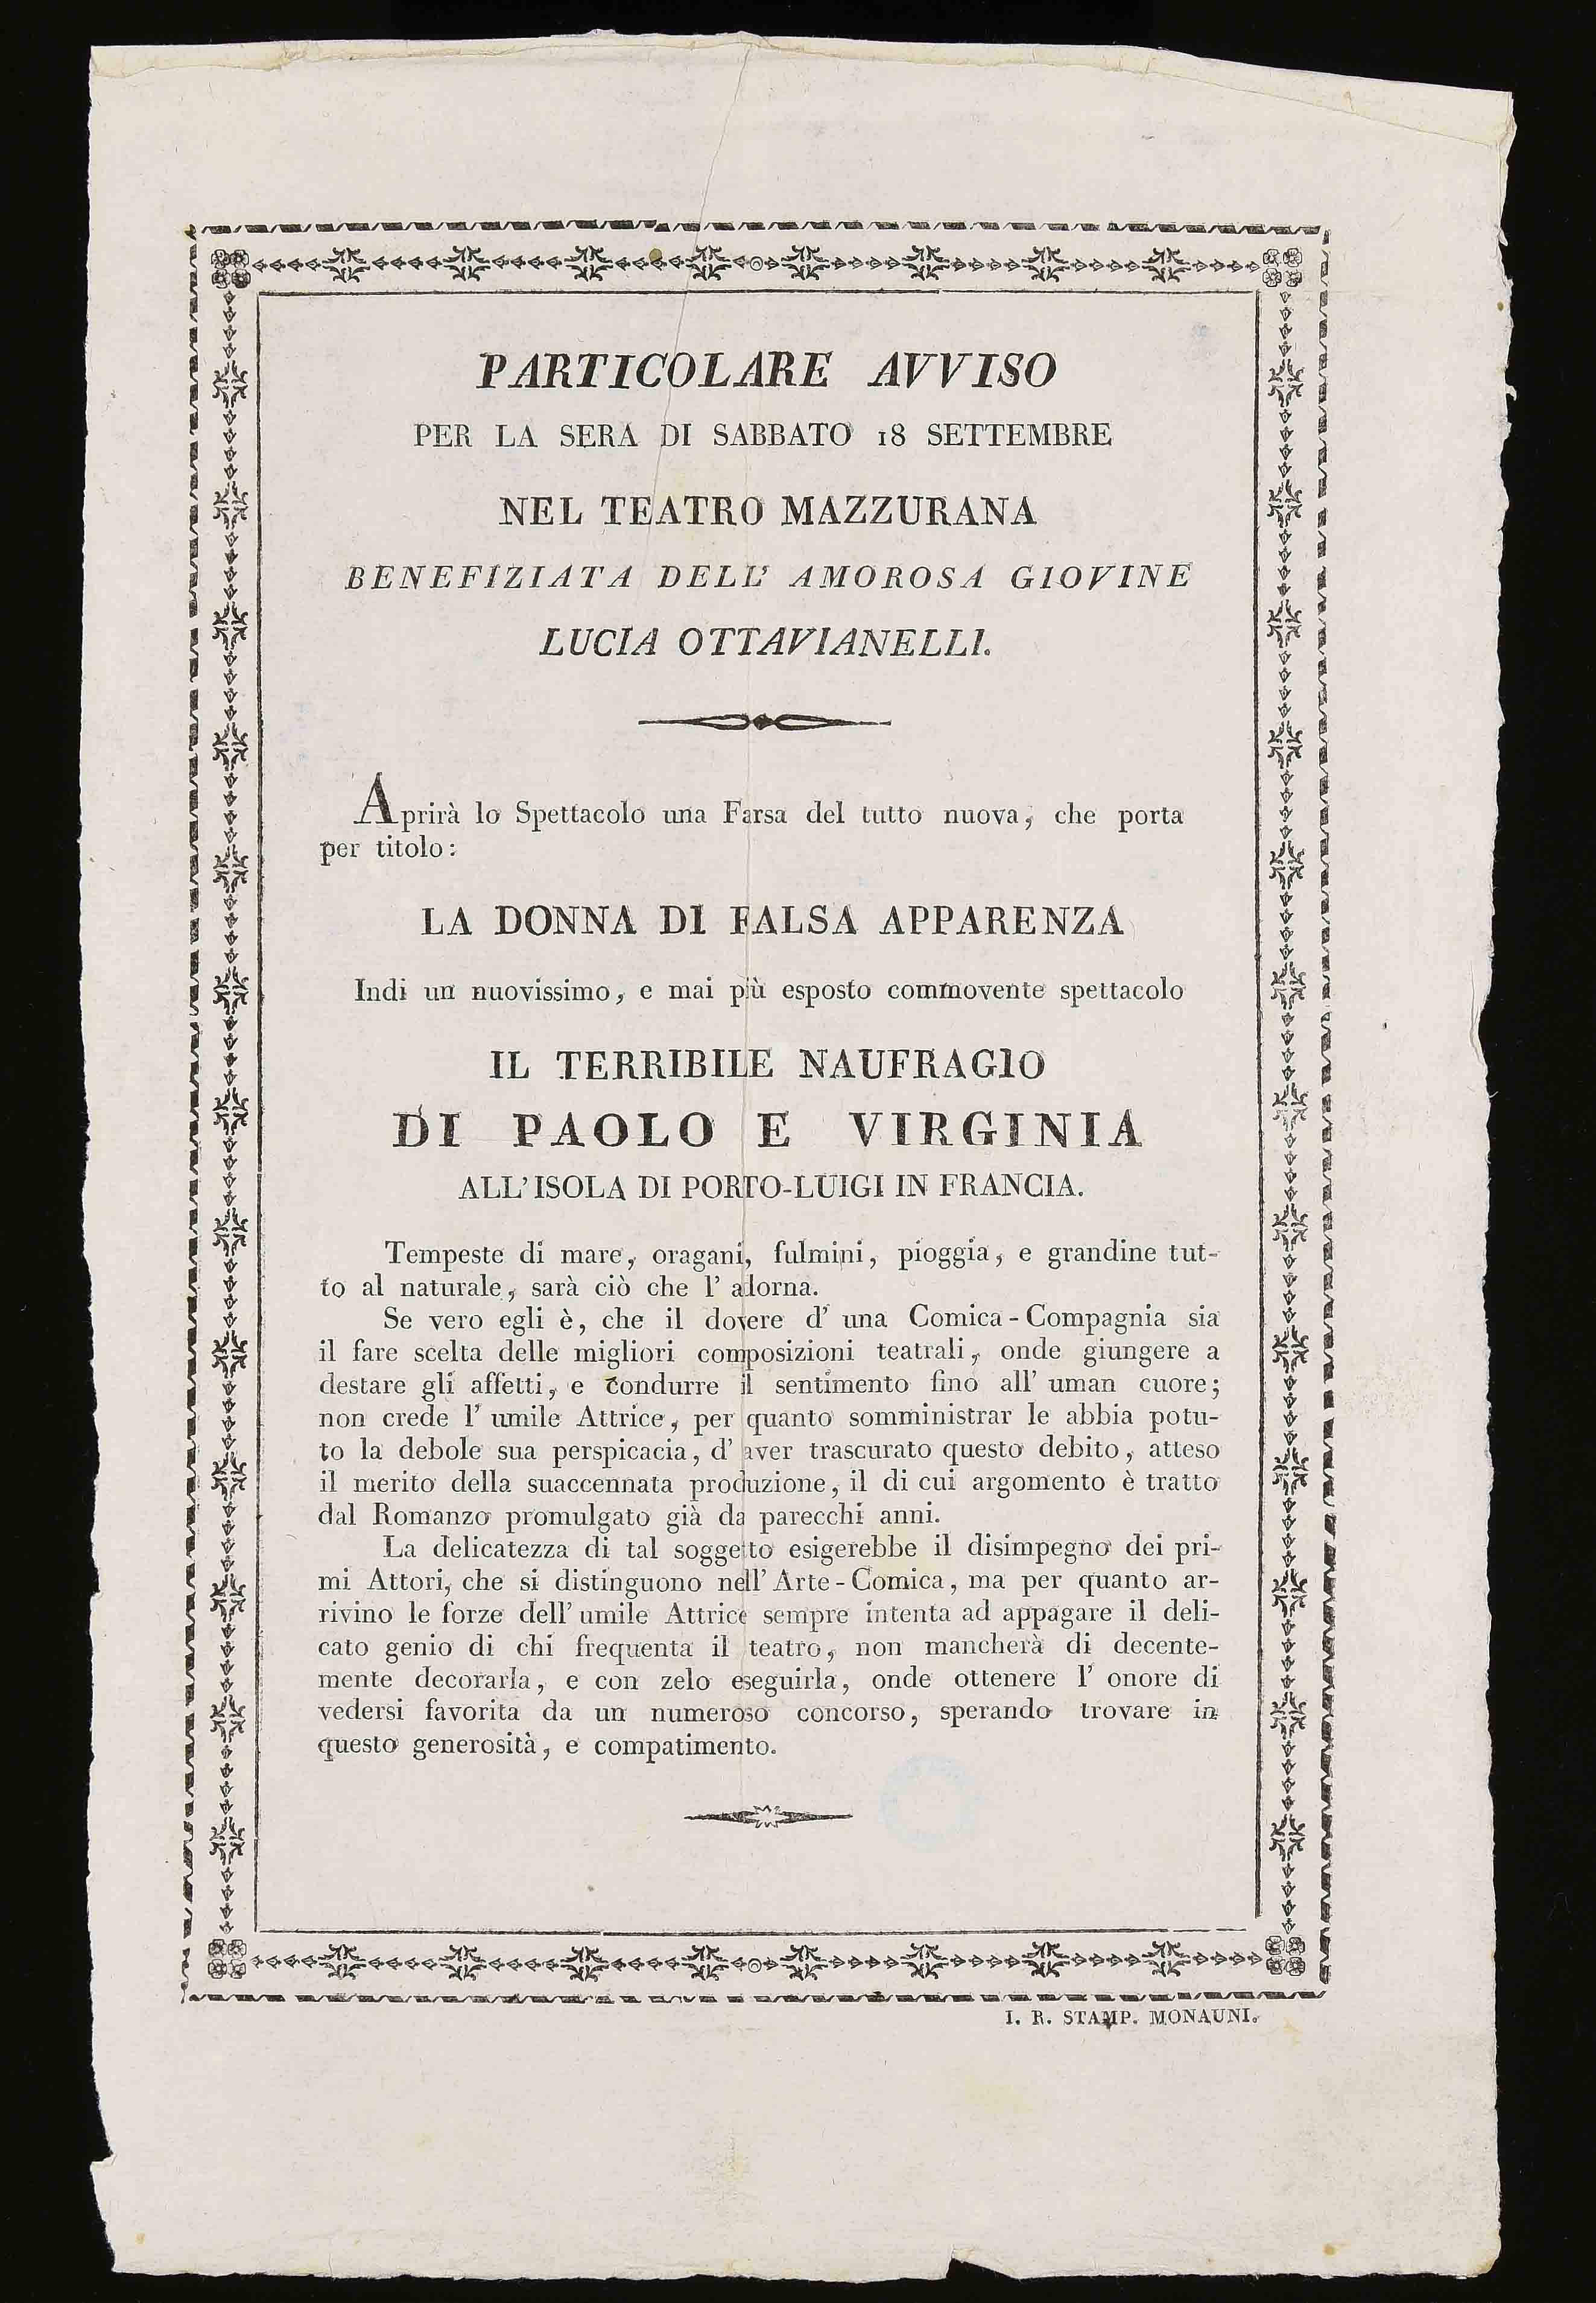 PARTICOLARE AVVISO
PER LA SERA DI SABBATO 18 SETTEMBRE
NEL TEATRO MAZZURANA
BENEFIZIATA DELL' AMOROSA GIOVINE
LUCIA OTTAVIANELLI.
Aprirà lo Spettacolo una Farsa del tutto nuova, che porta
per titolo:
LA DONNA DI FALSA APPARENZA
Indi un nuovissimo, e mai più esposto commovente spettacolo
IL TERRIBILE NAUFRAGIO
DI PAOLO E VIRGINIA
ALL'ISOLA DI PORTO-LUIGI IN FRANCIA.
Tempeste di mare, oragani, fulmini, pioggia, e grandine tut-
to al naturale, sarà ciò che l' adorna.
Se vero egli è, che il dovere d' una Comica-Compagnia sia
il fare scelta delle migliori composizioni teatrali, onde giungere a
destare gli affetti, e condurre il sentimento fino all' uman cuore;
non crede l' umile Attrice, per quanto somministrar le abbia potu-
to la debole sua perspicacia, d' aver trascurato questo debito, atteso
il merito della suaccennata produzione, il di cui argomento è tratto
dal Romanzo promulgato già da parecchi anni.
La delicatezza di tal soggetto esigerebbe il disimpegno dei pri-
mi Attori, che si distinguono nell' Arte-Comica, ma per quanto ar-
rivino le forze dell' umile Attrice sempre intenta ad appagare il deli-
cato genio di chi frequenta il teatro, non mancherà di decente-
mente decorarla, e con zelo eseguirla, onde ottenere l' onore di
vedersi favorita da un numeroso concorso, sperando trovare in
questo generosità, e compatimento.
I. R. STAMP. MONAUNI.